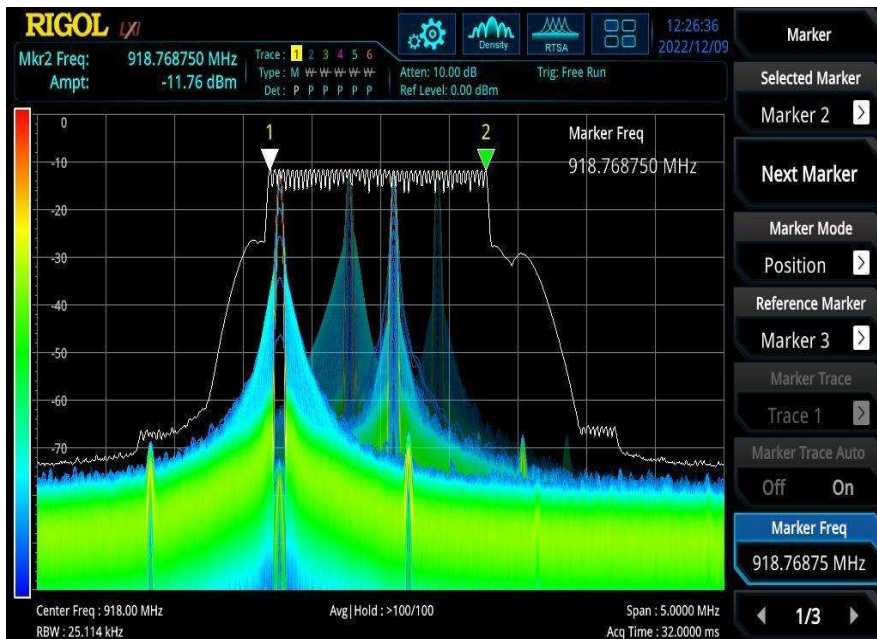 RIGOL LXI
Mkr2 Freq: 918.768750 MHz
Ampt: -11.76 dBm
Trace: 1 2 3 4 5 6
Type: M W W W W W
Det: P P P P P P
Density
RTSA
12:26:36
2022/12/09
Atten: 10.00 dB
Trig: Free Run
Ref Level: 0.00 dBm
0
-10
-20
-30
-40
-50
-60
-70
1
2
Marker Freq
918.768750 MHz
Center Freq : 918.00 MHz
Avg|Hold : >100/100
Span : 5.0000 MHz
RBW : 25.114 kHz
Acq Time : 32.0000 ms
Marker
Selected Marker
Marker 2 >
Next Marker
Marker Mode
Position >
Reference Marker
Marker 3 >
Marker Trace
Trace 1 >
Marker Trace Auto
Off On
Marker Freq
918.76875 MHz
1/3